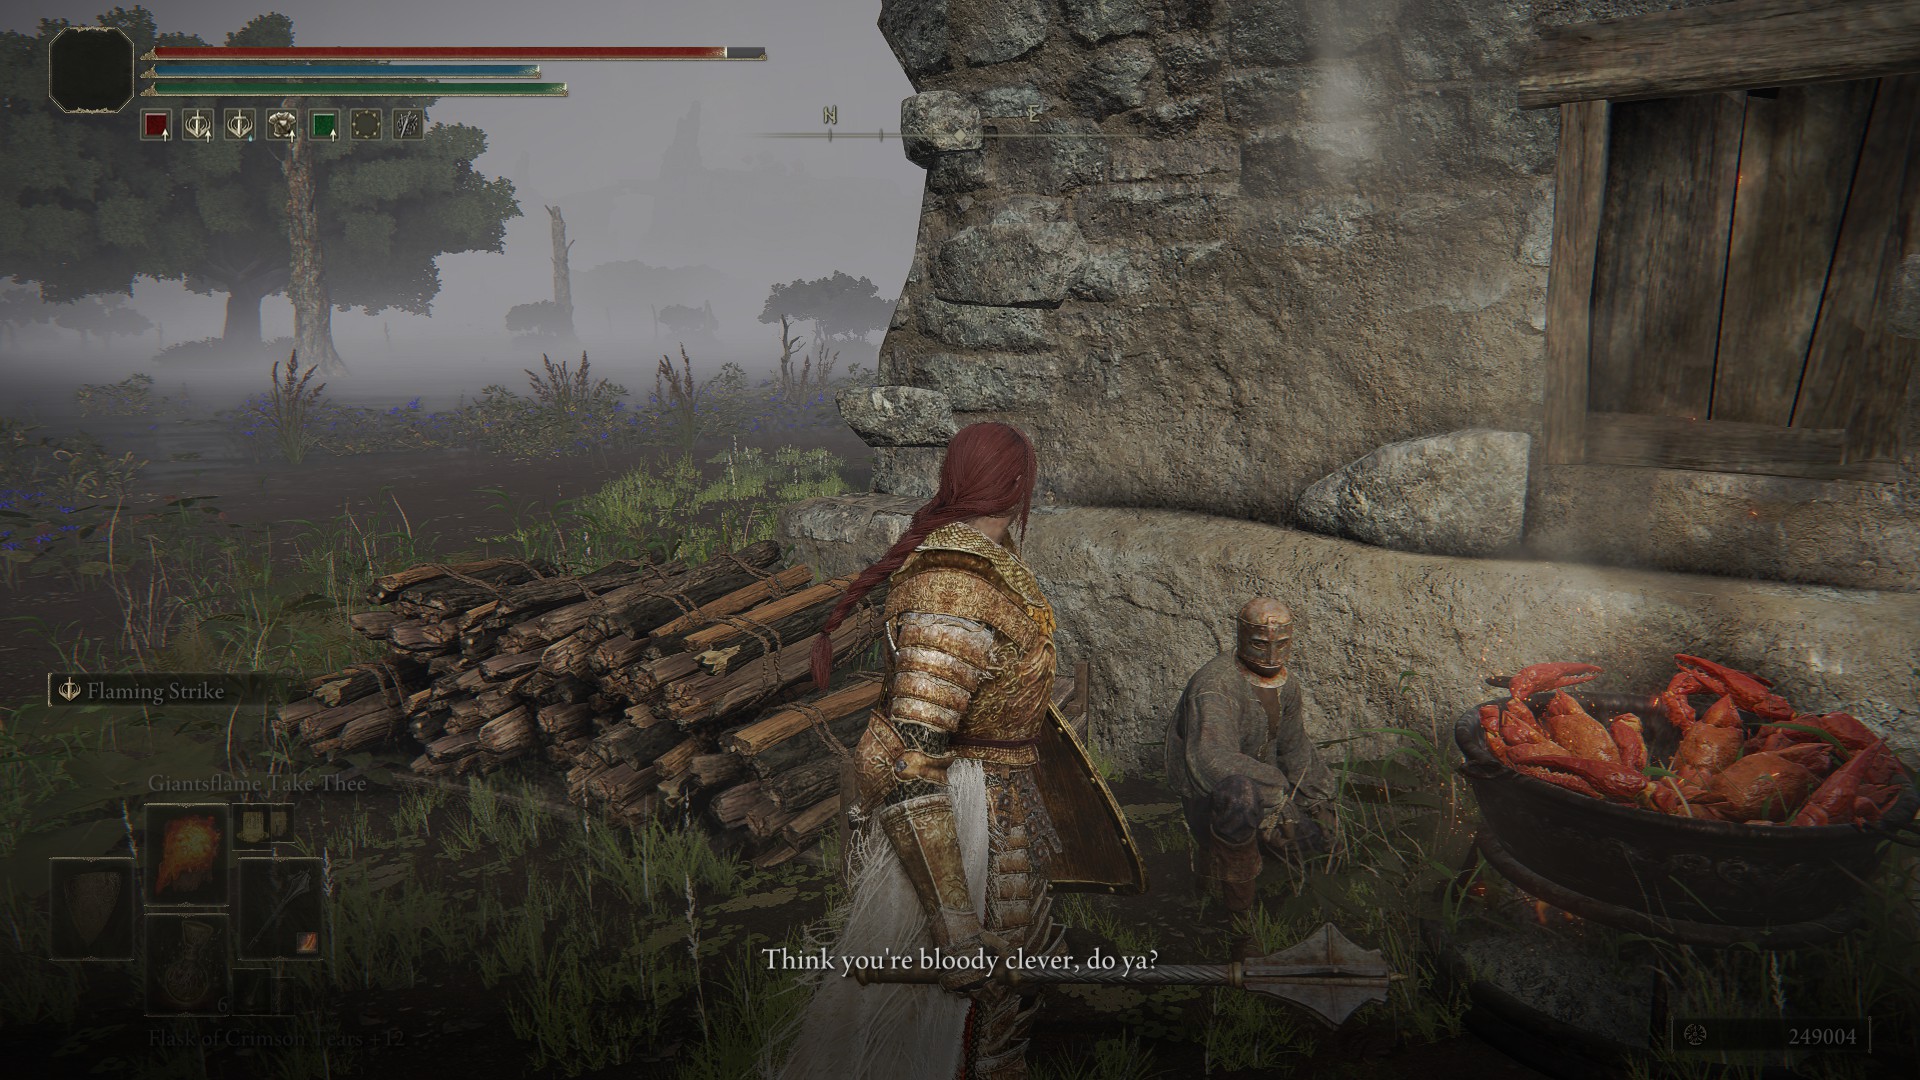 N
E
Flaming Strike
Giantsflame Take Thee
Think you're bloody clever, do ya?
6
Flask of Crimson Tears +12
249004